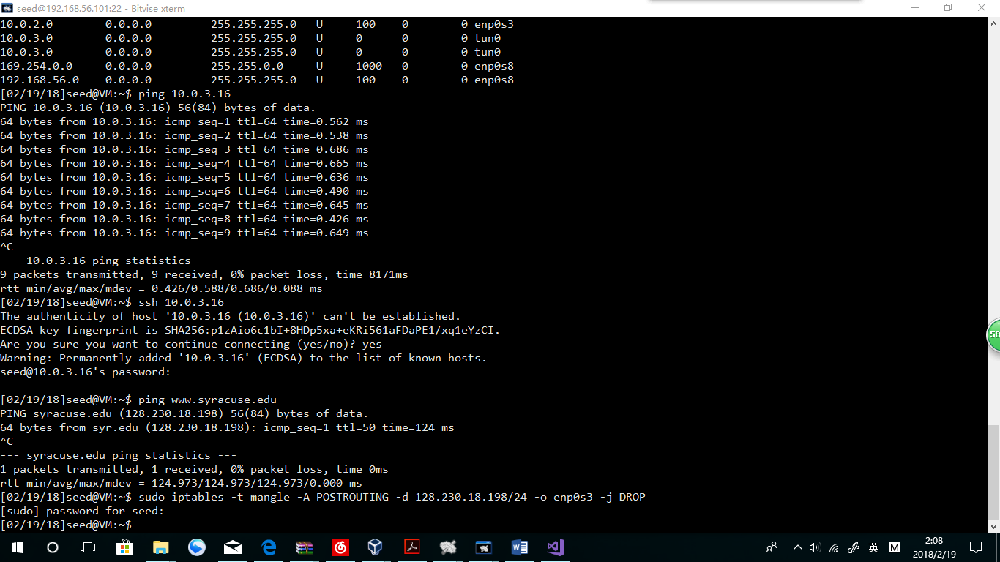 seed@192.168.56.101:22 - Bitvise xterm
10.0.2.0        0.0.0.0         255.255.255.0   U     100    0        0 enp0s3
10.0.3.0        0.0.0.0         255.255.255.0   U     0      0        0 tun0
10.0.3.0        0.0.0.0         255.255.255.0   U     0      0        0 tun0
169.254.0.0     0.0.0.0         255.255.0.0     U     1000   0        0 enp0s8
192.168.56.0    0.0.0.0         255.255.255.0   U     100    0        0 enp0s8
[02/19/18]seed@VM:~$ ping 10.0.3.16
PING 10.0.3.16 (10.0.3.16) 56(84) bytes of data.
64 bytes from 10.0.3.16: icmp_seq=1 ttl=64 time=0.562 ms
64 bytes from 10.0.3.16: icmp_seq=2 ttl=64 time=0.538 ms
64 bytes from 10.0.3.16: icmp_seq=3 ttl=64 time=0.686 ms
64 bytes from 10.0.3.16: icmp_seq=4 ttl=64 time=0.665 ms
64 bytes from 10.0.3.16: icmp_seq=5 ttl=64 time=0.636 ms
64 bytes from 10.0.3.16: icmp_seq=6 ttl=64 time=0.490 ms
64 bytes from 10.0.3.16: icmp_seq=7 ttl=64 time=0.645 ms
64 bytes from 10.0.3.16: icmp_seq=8 ttl=64 time=0.426 ms
64 bytes from 10.0.3.16: icmp_seq=9 ttl=64 time=0.649 ms
^C
--- 10.0.3.16 ping statistics ---
9 packets transmitted, 9 received, 0% packet loss, time 8171ms
rtt min/avg/max/mdev = 0.426/0.588/0.686/0.088 ms
[02/19/18]seed@VM:~$ ssh 10.0.3.16
The authenticity of host '10.0.3.16 (10.0.3.16)' can't be established.
ECDSA key fingerprint is SHA256:p1zAio6c1bI+8HDp5xa+eKRi561aFDaPE1/xq1eYzCI.
Are you sure you want to continue connecting (yes/no)? yes
Warning: Permanently added '10.0.3.16' (ECDSA) to the list of known hosts.
seed@10.0.3.16's password:
[02/19/18]seed@VM:~$ ping www.syracuse.edu
PING syracuse.edu (128.230.18.198) 56(84) bytes of data.
64 bytes from syr.edu (128.230.18.198): icmp_seq=1 ttl=50 time=124 ms
^C
--- syracuse.edu ping statistics ---
1 packets transmitted, 1 received, 0% packet loss, time 0ms
rtt min/avg/max/mdev = 124.973/124.973/124.973/0.000 ms
[02/19/18]seed@VM:~$ sudo iptables -t mangle -A POSTROUTING -d 128.230.18.198/24 -o enp0s3 -j DROP
[sudo] password for seed:
[02/19/18]seed@VM:~$
58
英
M
2:08
2018/2/19